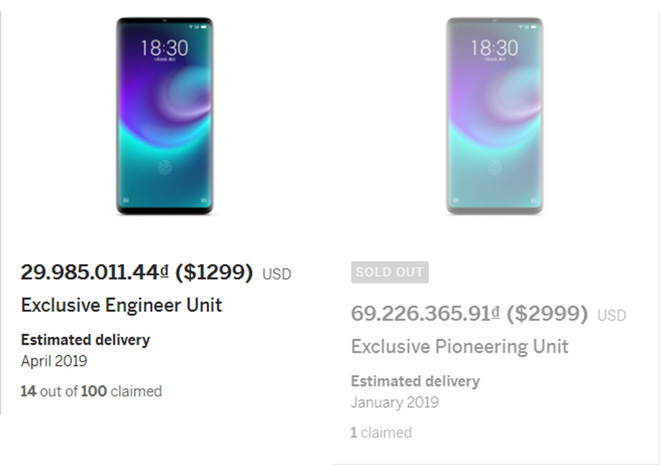 18:30
29.985.011.44₫ ($1299) USD
Exclusive Engineer Unit
Estimated delivery
April 2019
14 out of 100 claimed
18:30
SOLD OUT
69.226.365.91₫ ($2999) USD
Exclusive Pioneering Unit
Estimated delivery
January 2019
1 claimed